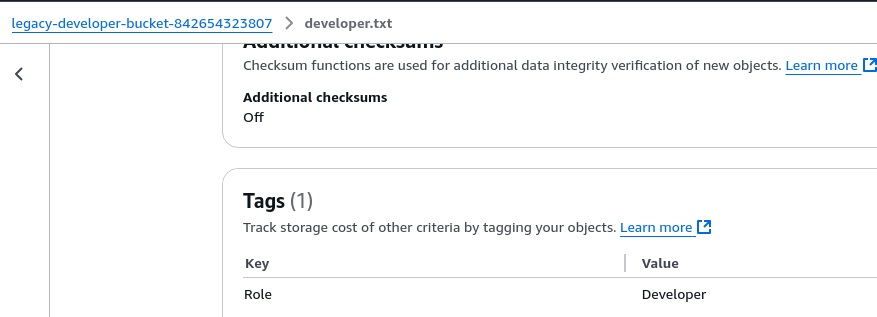 legacy-developer-bucket-842654323807 > developer.txt
Additional checksums
Checksum functions are used for additional data integrity verification of new objects. Learn more
Additional checksums
Off
Tags (1)
Track storage cost of other criteria by tagging your objects. Learn more
Key Value
Role Developer